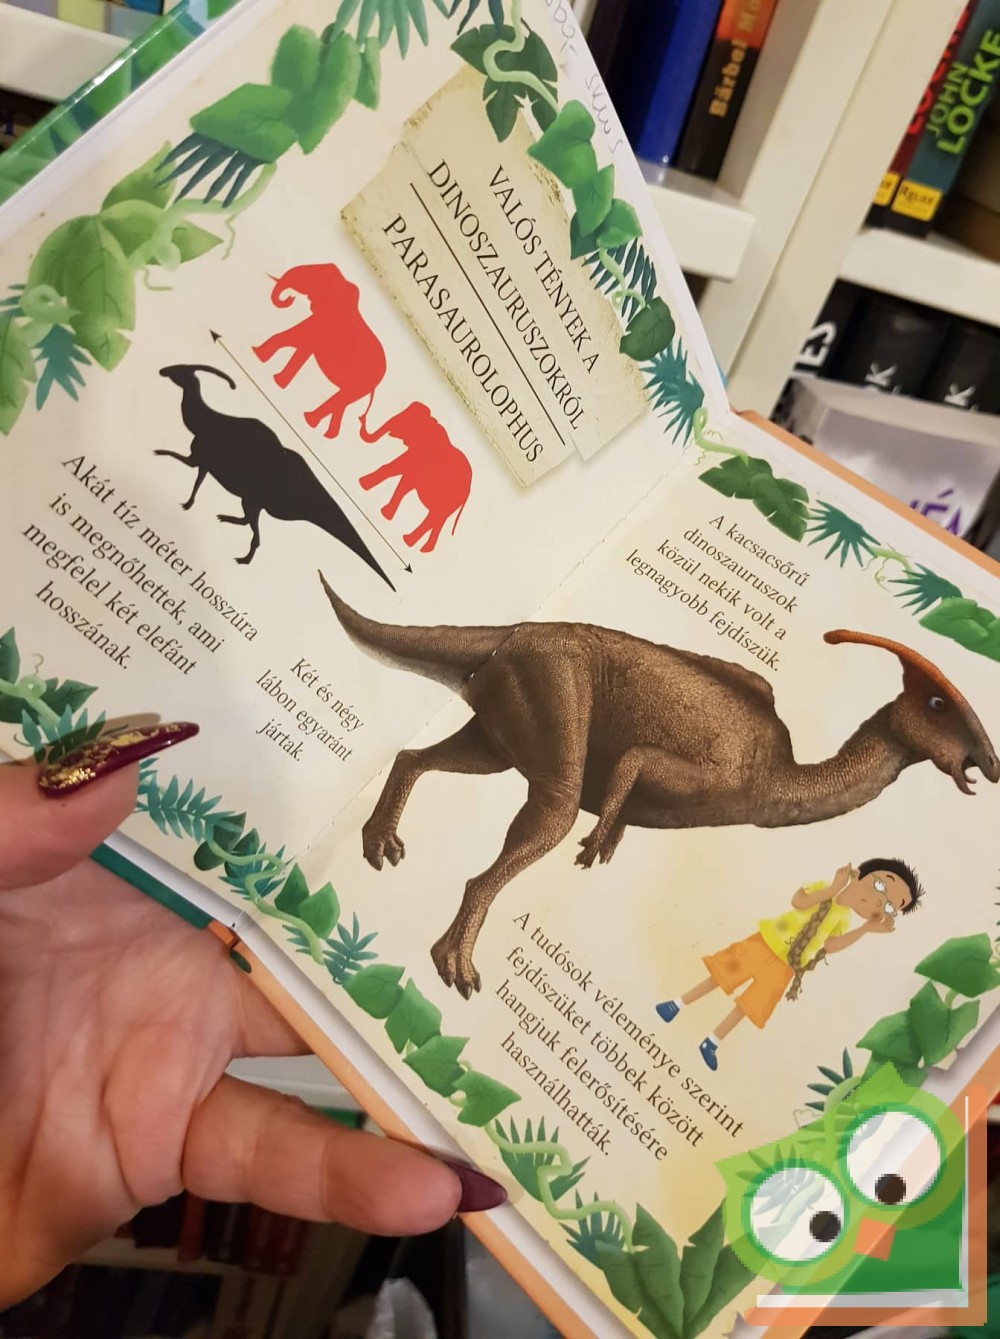 VALÓS TÉNYEK A
DINOSZAURUSZOKRÓL
PARASAUROLOPHUS
Akát tíz méter hosszúra
is megnőhettek, ami
megfelel két elefánt
hosszának.
Két és négy
lábon egyaránt
jártak.
A kacsacsőrű
dinoszauruszok
közül nekik volt a
legnagyobb fejdíszük.
A tudósok véleménye szerint
fejdíszüket többek között
hangjuk felerősítésére
használhatták.
Bárbel
JOHN
LOCKE